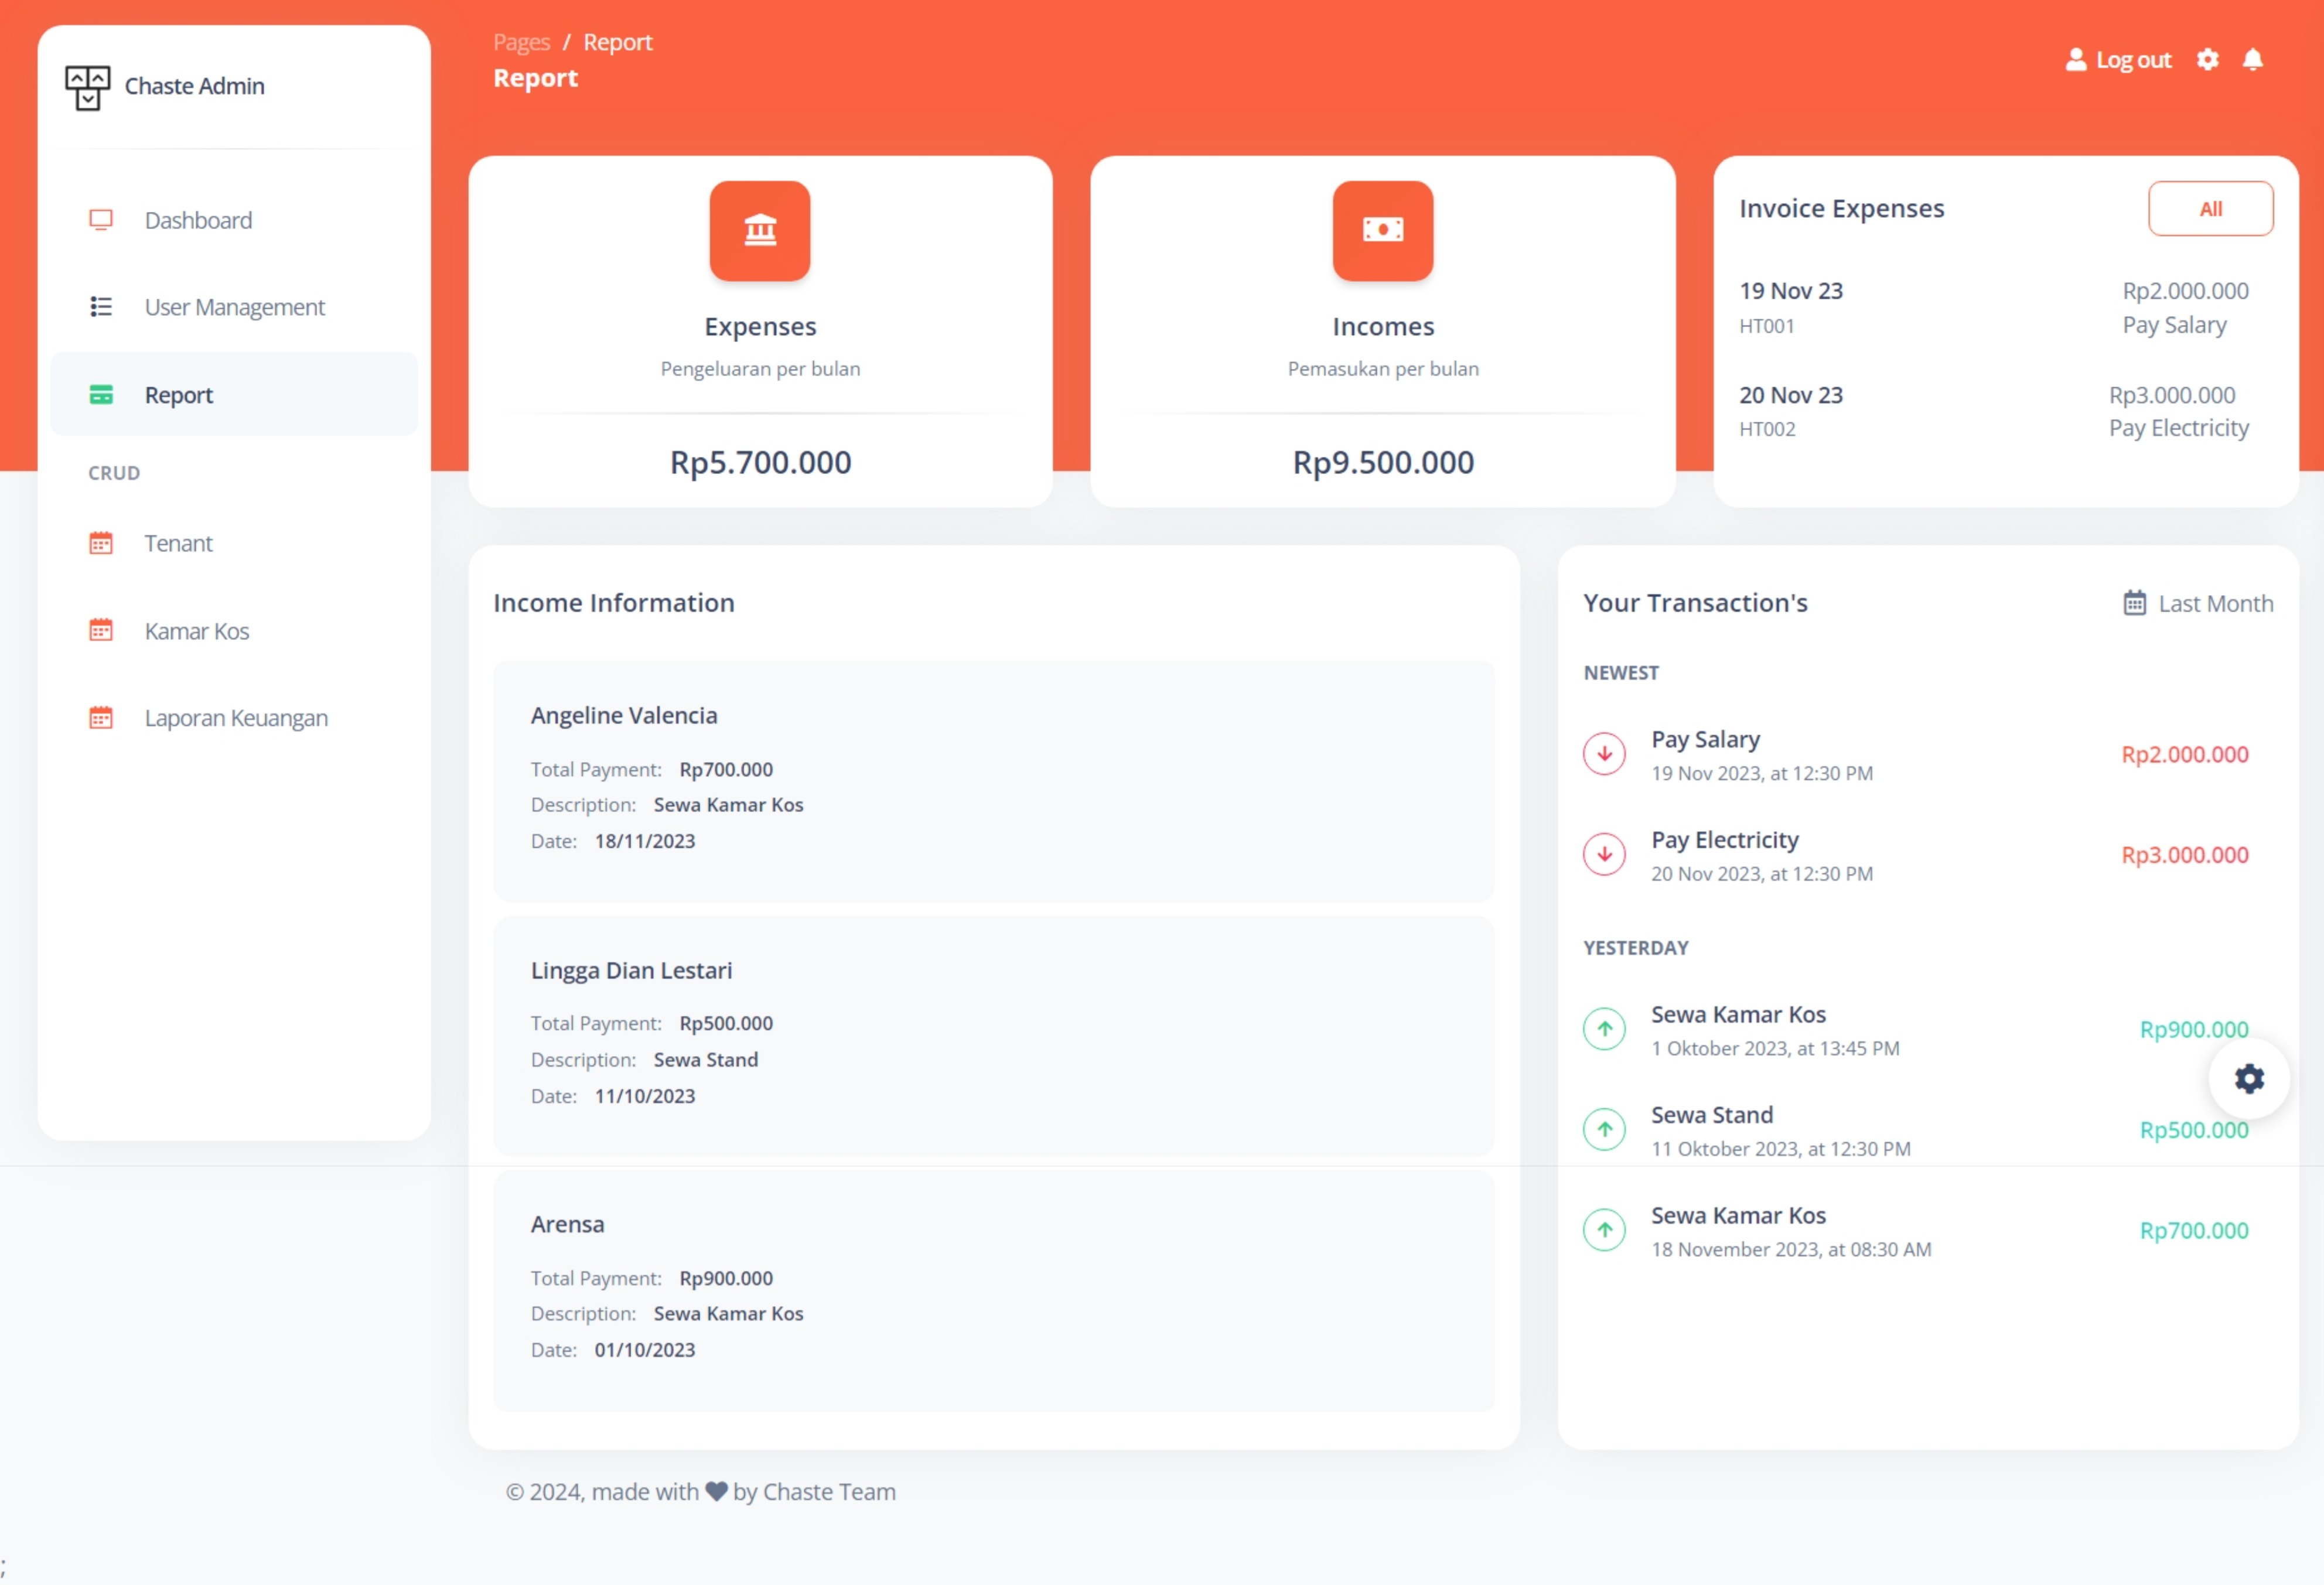 Chaste Admin
Dashboard
User Management
Report
CRUD
Tenant
Kamar Kos
Laporan Keuangan
Pages / Report
Report
Log out
Expenses
Pengeluaran per bulan
Rp5.700.000
Incomes
Pemasukan per bulan
Rp9.500.000
Invoice Expenses
All
19 Nov 23
HT001
Rp2.000.000
Pay Salary
20 Nov 23
HT002
Rp3.000.000
Pay Electricity
Income Information
Angeline Valencia
Total Payment: Rp700.000
Description: Sewa Kamar Kos
Date: 18/11/2023
Lingga Dian Lestari
Total Payment: Rp500.000
Description: Sewa Stand
Date: 11/10/2023
Arensa
Total Payment: Rp900.000
Description: Sewa Kamar Kos
Date: 01/10/2023
Your Transaction's
Last Month
NEWEST
Pay Salary
19 Nov 2023, at 12:30 PM
Rp2.000.000
Pay Electricity
20 Nov 2023, at 12:30 PM
Rp3.000.000
YESTERDAY
Sewa Kamar Kos
1 Oktober 2023, at 13:45 PM
Rp900.000
Sewa Stand
11 Oktober 2023, at 12:30 PM
Rp500.000
Sewa Kamar Kos
18 November 2023, at 08:30 AM
Rp700.000
© 2024, made with ♥ by Chaste Team
;